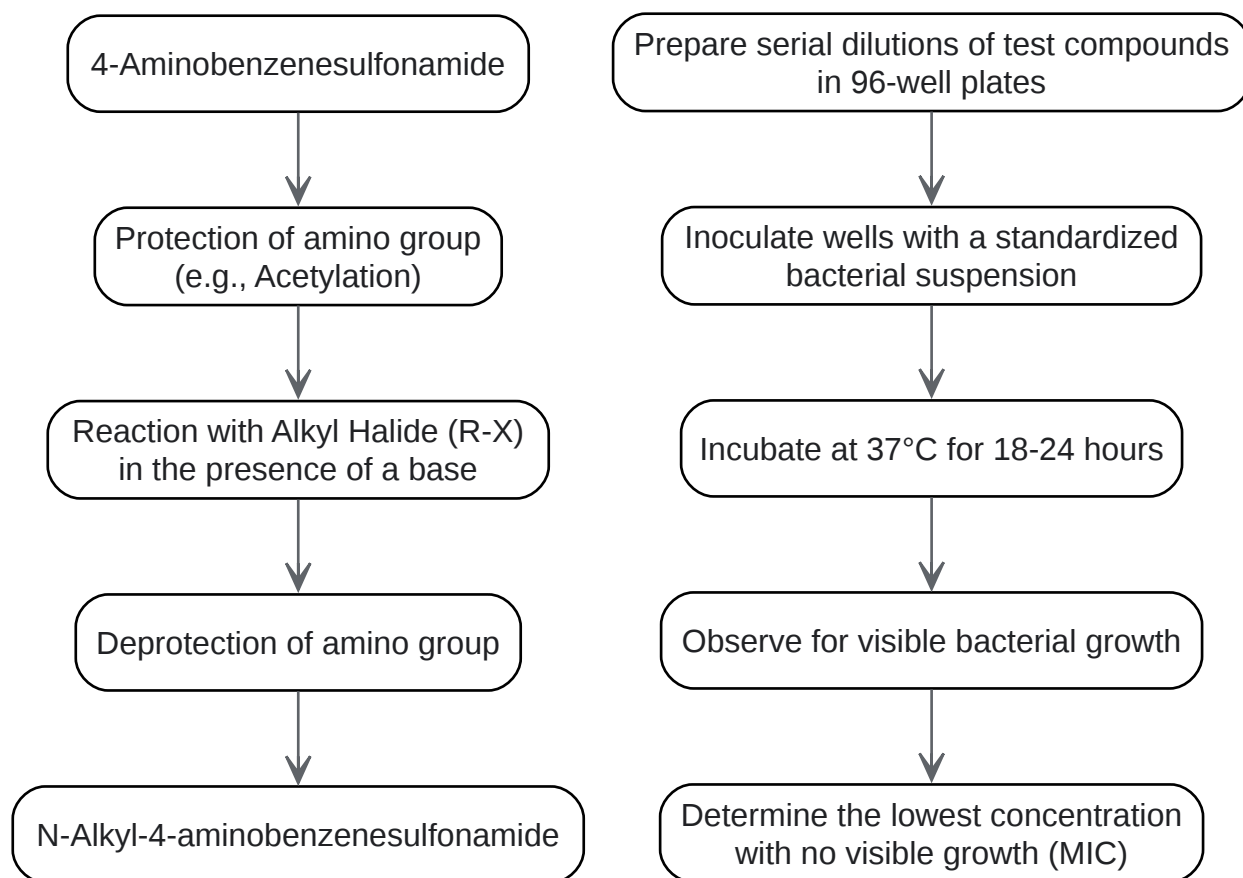 4-Aminobenzenesulfonamide
Protection of amino group
(e.g., Acetylation)
Reaction with Alkyl Halide (R-X)
in the presence of a base
Deprotection of amino group
N-Alkyl-4-aminobenzenesulfonamide
Prepare serial dilutions of test compounds
in 96-well plates
Inoculate wells with a standardized
bacterial suspension
Incubate at 37°C for 18-24 hours
Observe for visible bacterial growth
Determine the lowest concentration
with no visible growth (MIC)